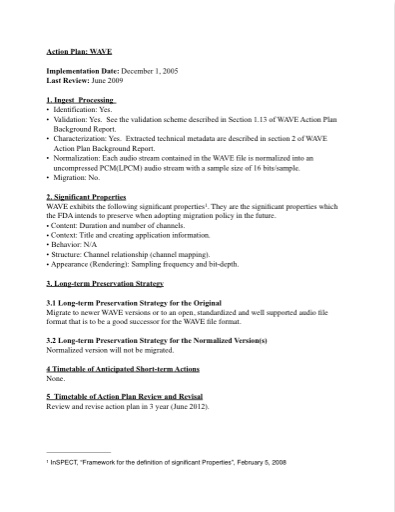 Action Plan: WAVE
Implementation Date: December 1, 2005
Last Review: June 2009
1. Ingest Processing
• Identification: Yes.
• Validation: Yes. See the validation scheme described in Section 1.13 of WAVE Action Plan
Background Report.
• Characterization: Yes. Extracted technical metadata are described in section 2 of WAVE
Action Plan Background Report.
• Normalization: Each audio stream contained in the WAVE file is normalized into an
uncompressed PCM(LPCM) audio stream with a sample size of 16 bits/sample.
• Migration: No.
2. Significant Properties
WAVE exhibits the following significant properties¹. They are the significant properties which
the FDA intends to preserve when adopting migration policy in the future.
• Content: Duration and number of channels.
• Context: Title and creating application information.
• Behavior: N/A
• Structure: Channel relationship (channel mapping).
• Appearance (Rendering): Sampling frequency and bit-depth.
3. Long-term Preservation Strategy
3.1 Long-term Preservation Strategy for the Original
Migrate to newer WAVE versions or to an open, standardized and well supported audio file
format that is to be a good successor for the WAVE file format.
3.2 Long-term Preservation Strategy for the Normalized Version(s)
Normalized version will not be migrated.
4 Timetable of Anticipated Short-term Actions
None.
5 Timetable of Action Plan Review and Revisal
Review and revise action plan in 3 year (June 2012).
¹ InSPECT, "Framework for the definition of significant Properties", February 5, 2008